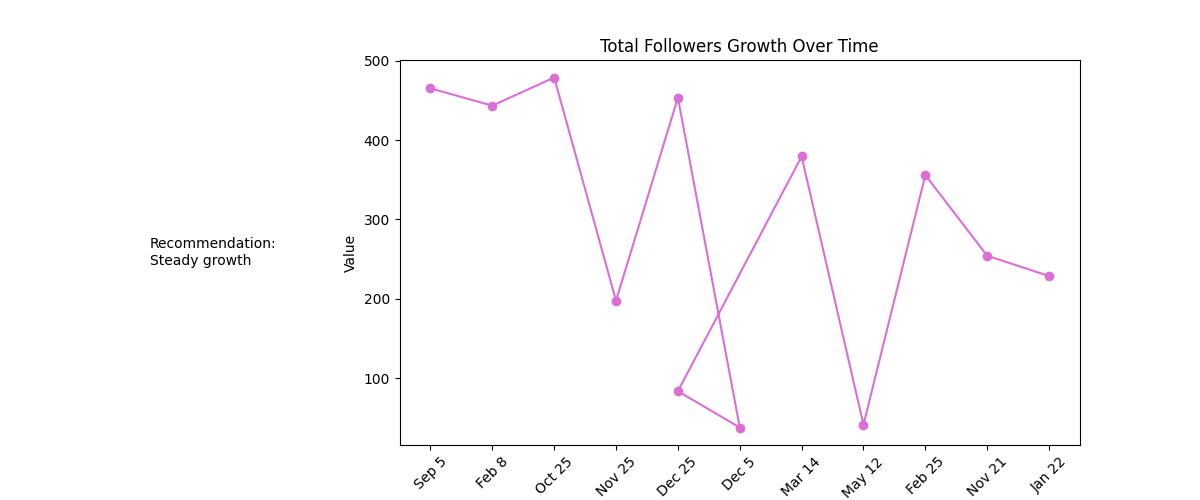 Total Followers Growth Over Time
Recommendation:
Steady growth
Value
500
400
300
200
100
Sep 5
Feb 8
Oct 25
Nov 25
Dec 25
Dec 5
Mar 14
May 12
Feb 25
Nov 21
Jan 22